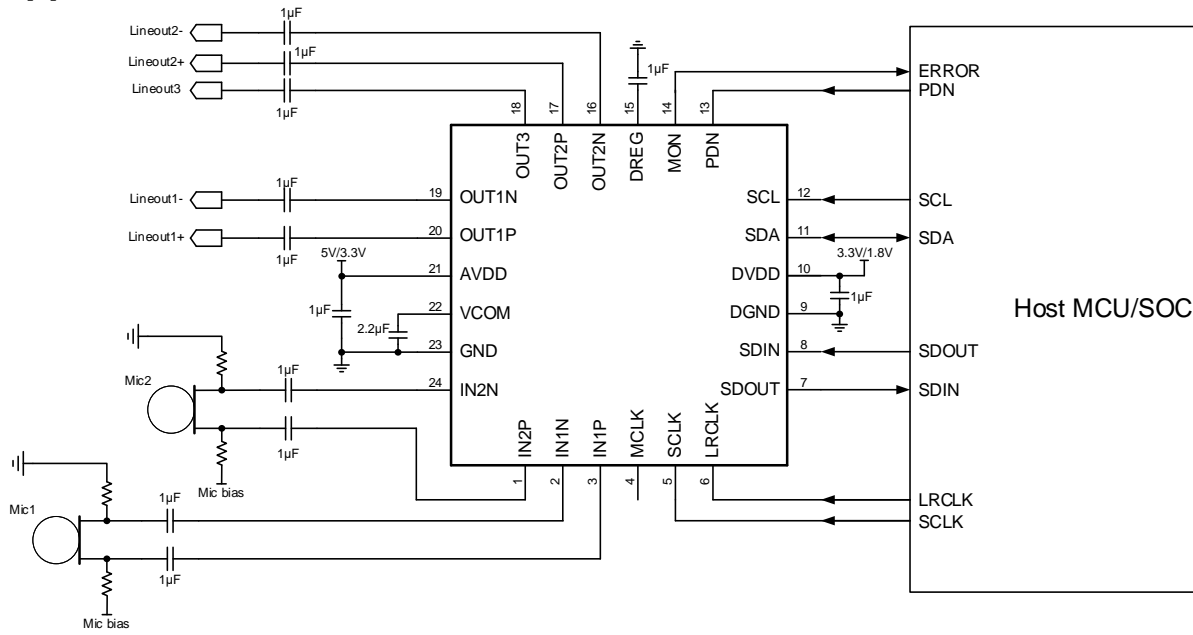 Lineout2-
1µF
Lineout2+
1µF
Lineout3
1µF
1µF
18
17
16
15
14
13
OUT3
OUT2P
OUT2N
DREG
MON
PDN
ERROR
PDN
Lineout1-
1µF
19
OUT1N
SCL
12
SCL
Lineout1+
1µF
20
OUT1P
SDA
11
SDA
5V/3.3V
21
AVDD
DVDD
10
3.3V/1.8V
1µF
22
VCOM
DGND
9
1µF
2.2µF
23
GND
SDIN
8
SDOUT
Host MCU/SOC
Mic2
1µF
24
IN2N
SDOUT
7
SDIN
1µF
Mic bias
IN2P
IN1N
IN1P
MCLK
SCLK
LRCLK
1
2
3
4
5
6
LRCLK
SCLK
Mic1
1µF
1µF
Mic bias